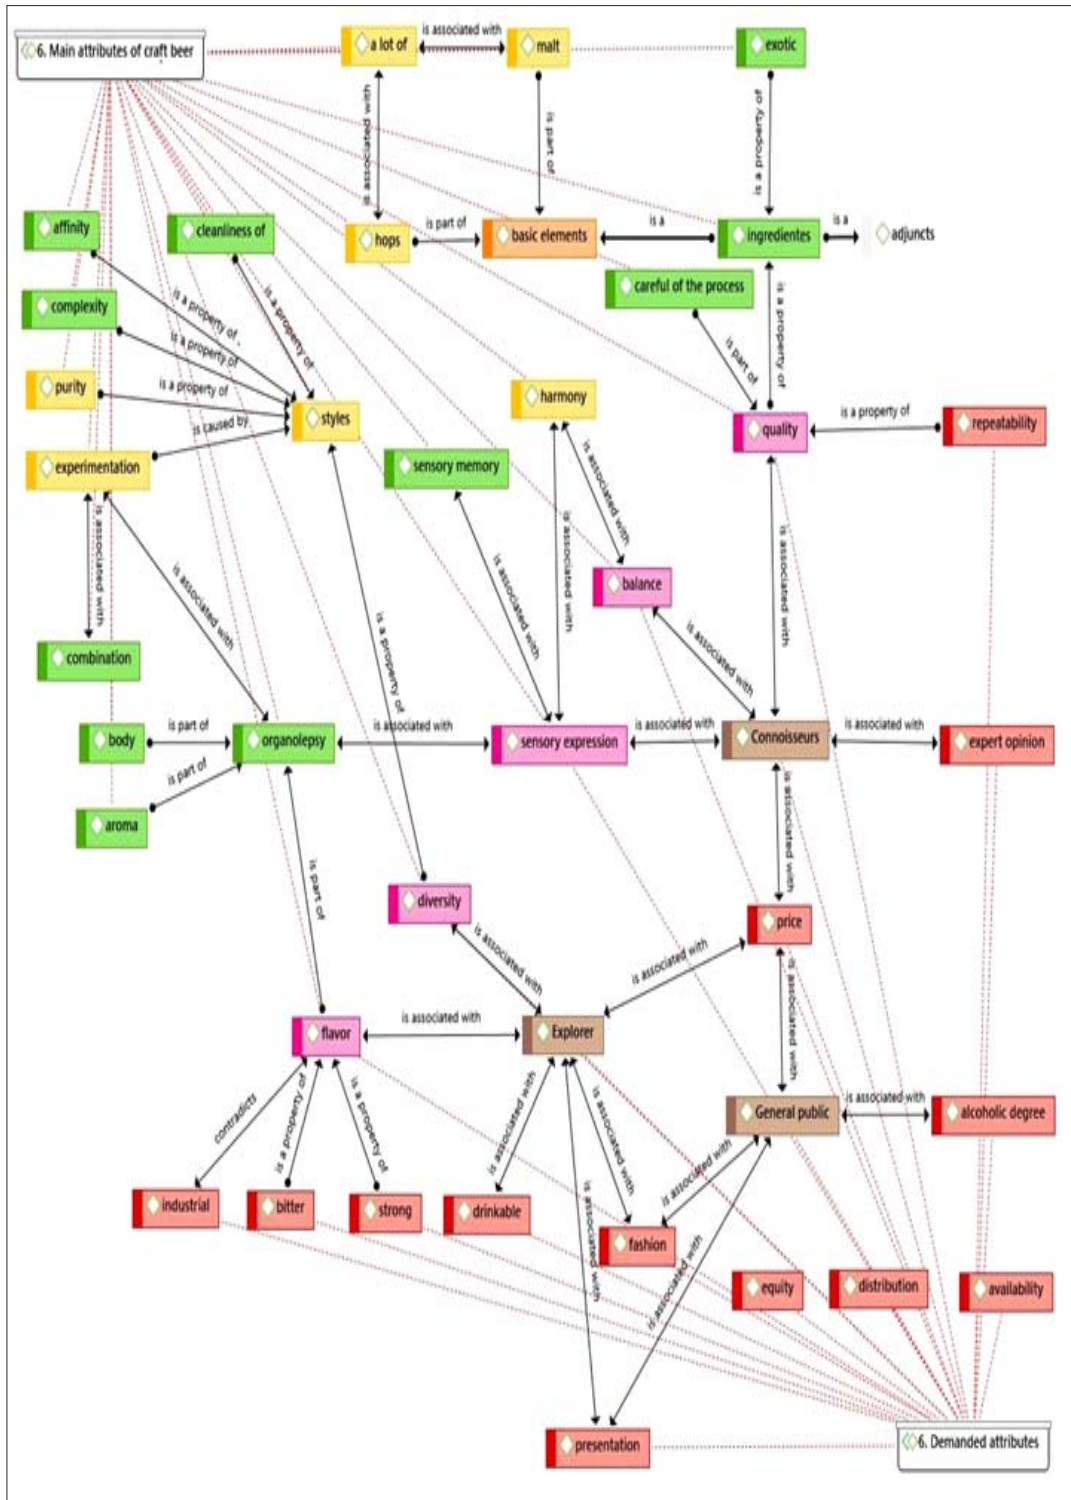 is associated with
6. Main attributes of craft beer
a lot of
malt
exotic
is associated with
is part of
is a property of
affinity
cleanliness of
hops
is part of
basic elements
is a
ingredientes
is a
adjuncts
careful of the process
complexity
is a property of
is a property of
is a property of
is part of
is a property of
purity
is a property of
harmony
styles
is caused by
quality
is a property of
repeatability
experimentation
sensory memory
is associated with
is associated with
is associated with
is associated with
is associated with
is associated with
balance
is associated with
combination
is a property of
is associated with
body
is part of
organolepsy
is associated with
sensory expression
is associated with
Connoisseurs
is associated with
expert opinion
is part of
aroma
is associated with
is part of
diversity
price
is associated with
is associated with
is associated with
flavor
is associated with
Explorer
General public
is associated with
alcoholic degree
contradicts
is a property of
is a property of
is associated with
is associated with
is associated with
industrial
bitter
strong
drinkable
fashion
is associated with
is associated with
equity
distribution
availability
presentation
6. Demanded attributes